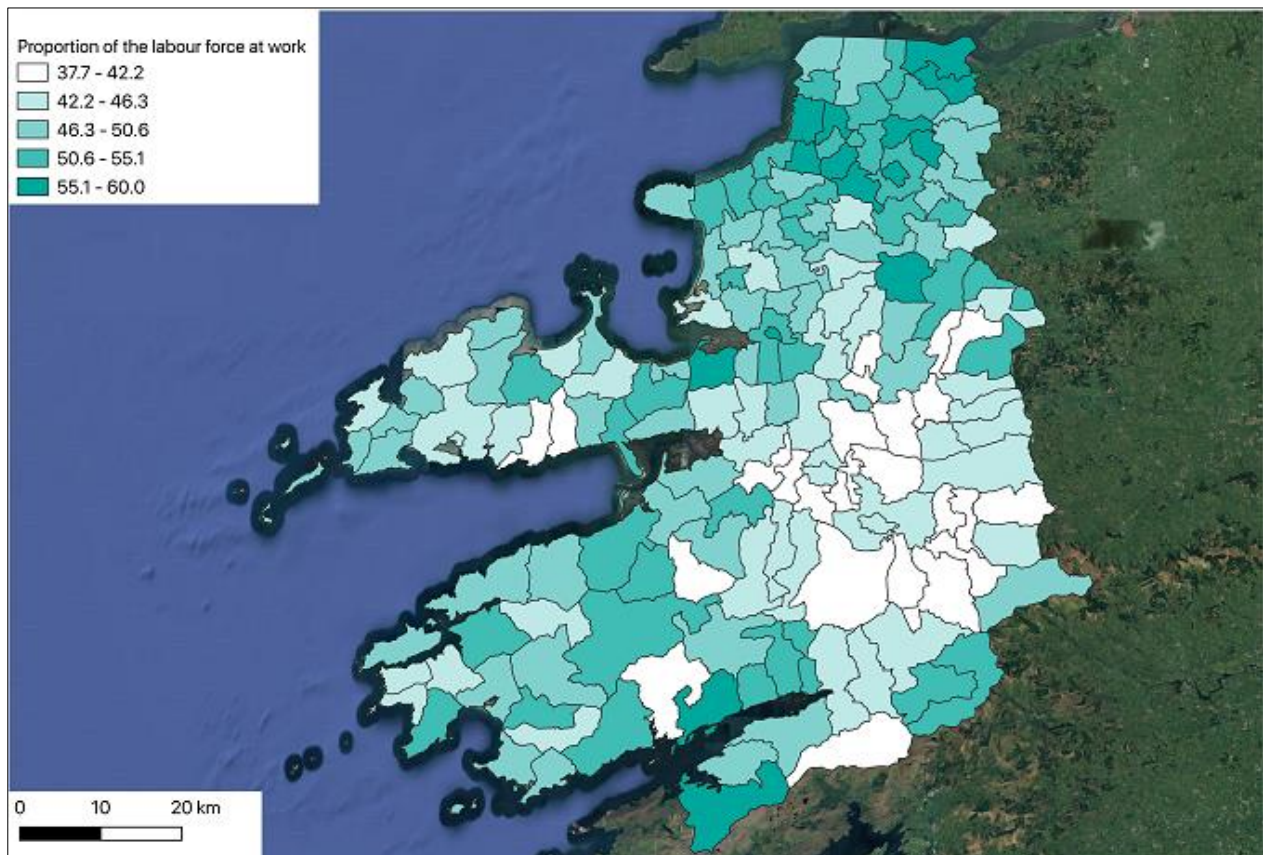 Proportion of the labour force at work
37.7 - 42.2
42.2 - 46.3
46.3 - 50.6
50.6 - 55.1
55.1 - 60.0
0 10 20 km